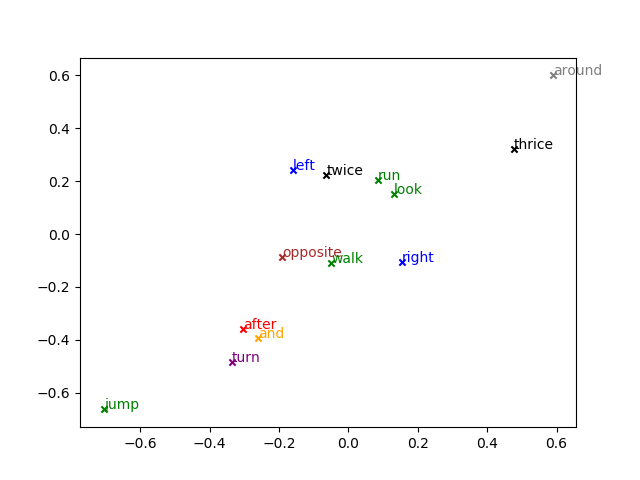 around
0.6
0.4
thrice
left
twice
run
look
0.2
0.0
opposite
walk
right
−0.2
after
and
−0.4
turn
−0.6
jump
−0.6 −0.4 −0.2 0.0 0.2 0.4 0.6